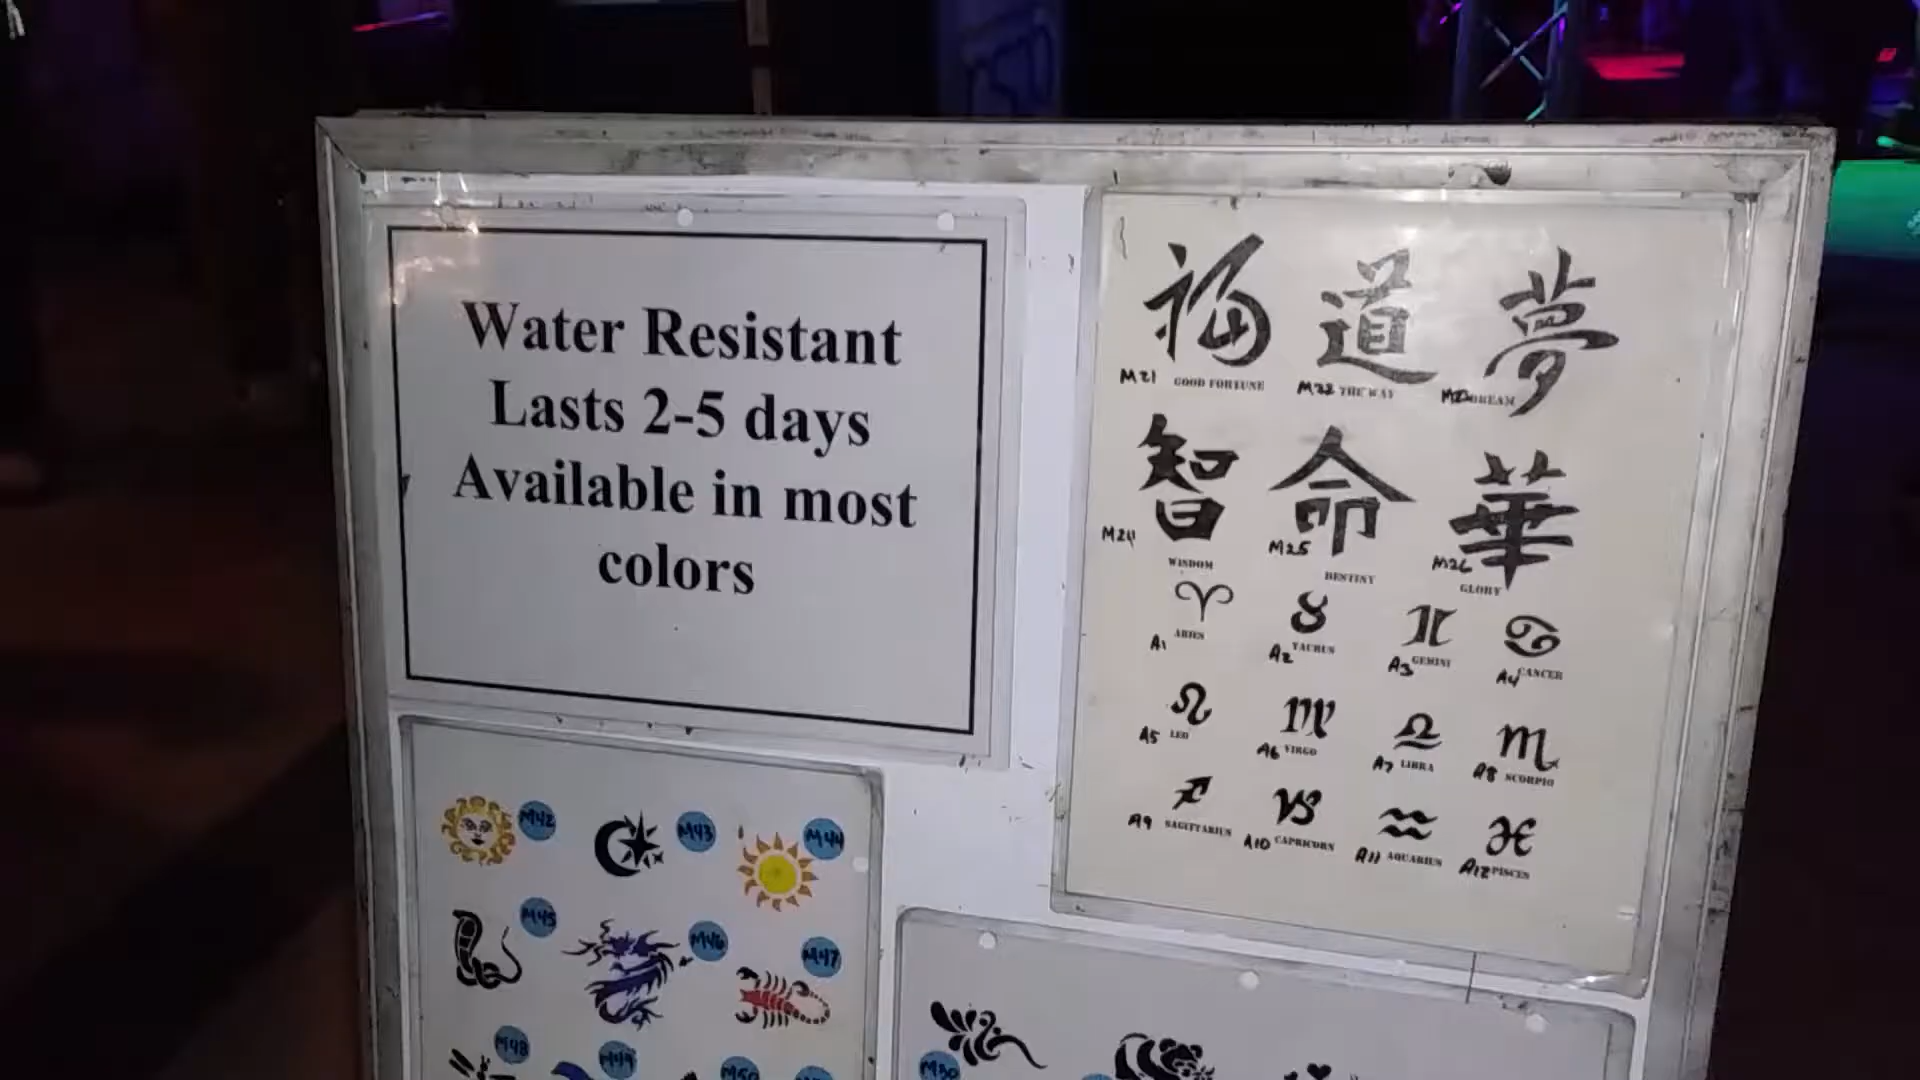 Water Resistant
Lasts 2-5 days
Available in most
colors
福 道 夢
M21 GOOD FORTUNE M22 THE WAY DREAM
智 命 華
M24 WISDOM M25 DESTINY M26 GLORY
A1 ARIES A2 TAURUS A3 GEMINI A4 CANCER
A5 LEO A6 VIRGO A7 LIBRA A8 SCORPIO
A9 SAGITTARIUS A10 CAPRICORN A11 AQUARIUS A12 PISCES
M42 M43 M44
M45 M46 M47
M48 M49 M50